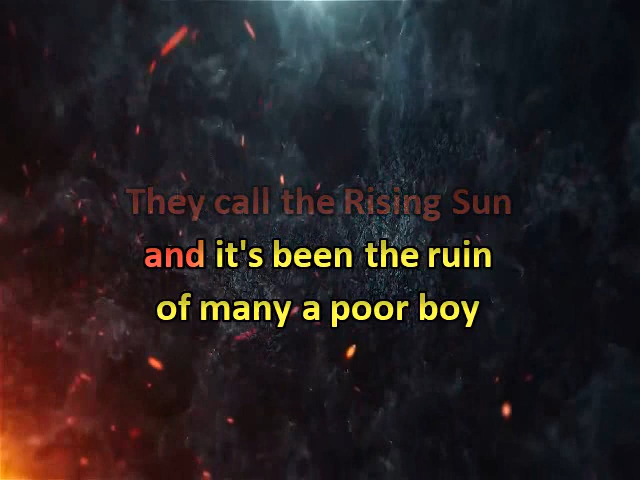 They call the Rising Sun
and it's been the ruin
of many a poor boy